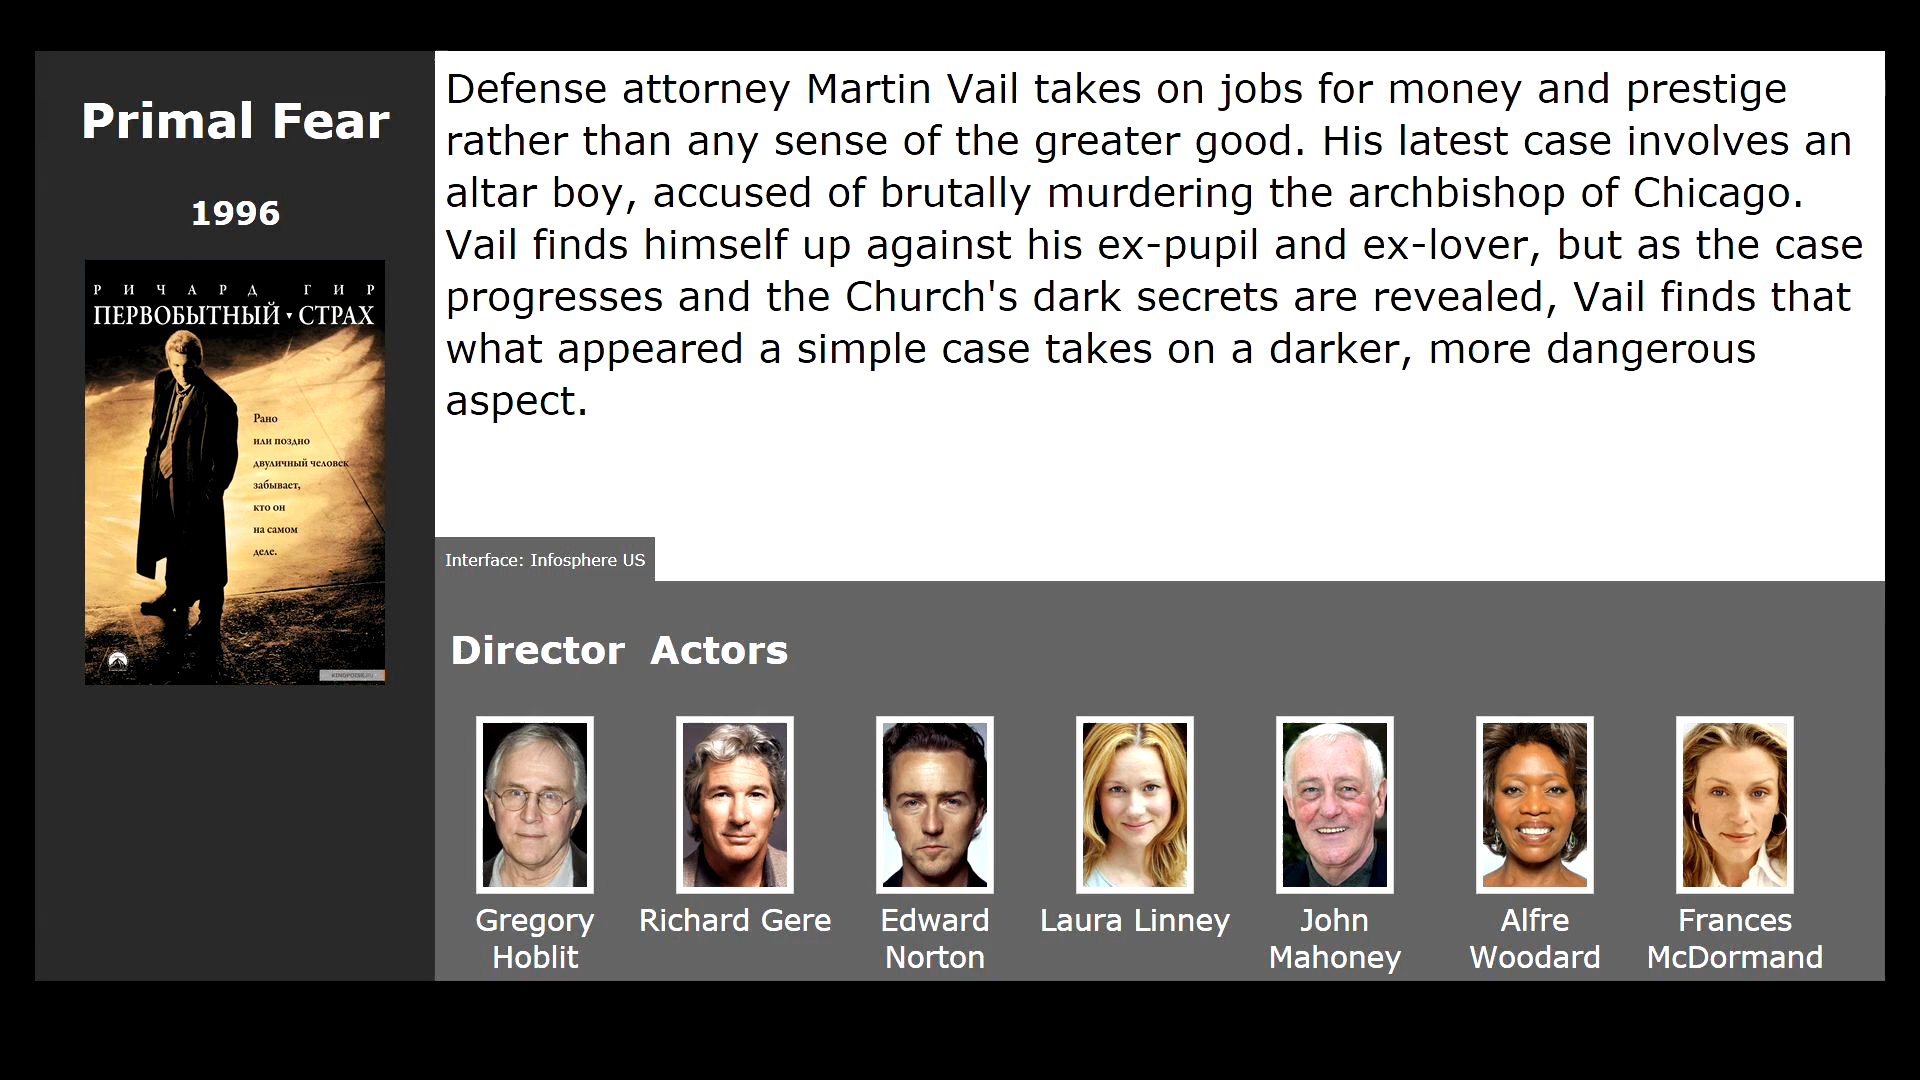 Primal Fear
1996
РИЧАРД ГИР
ПЕРВОБЫТНЫЙ СТРАХ
Рано
или поздно
двуличный человек
забывает,
кто он
на самом
деле.
KINOPOISK.RU
Defense attorney Martin Vail takes on jobs for money and prestige
rather than any sense of the greater good. His latest case involves an
altar boy, accused of brutally murdering the archbishop of Chicago.
Vail finds himself up against his ex-pupil and ex-lover, but as the case
progresses and the Church's dark secrets are revealed, Vail finds that
what appeared a simple case takes on a darker, more dangerous
aspect.
Interface: Infosphere US
Director Actors
Gregory
Hoblit
Richard Gere
Edward
Norton
Laura Linney
John
Mahoney
Alfre
Woodard
Frances
McDormand